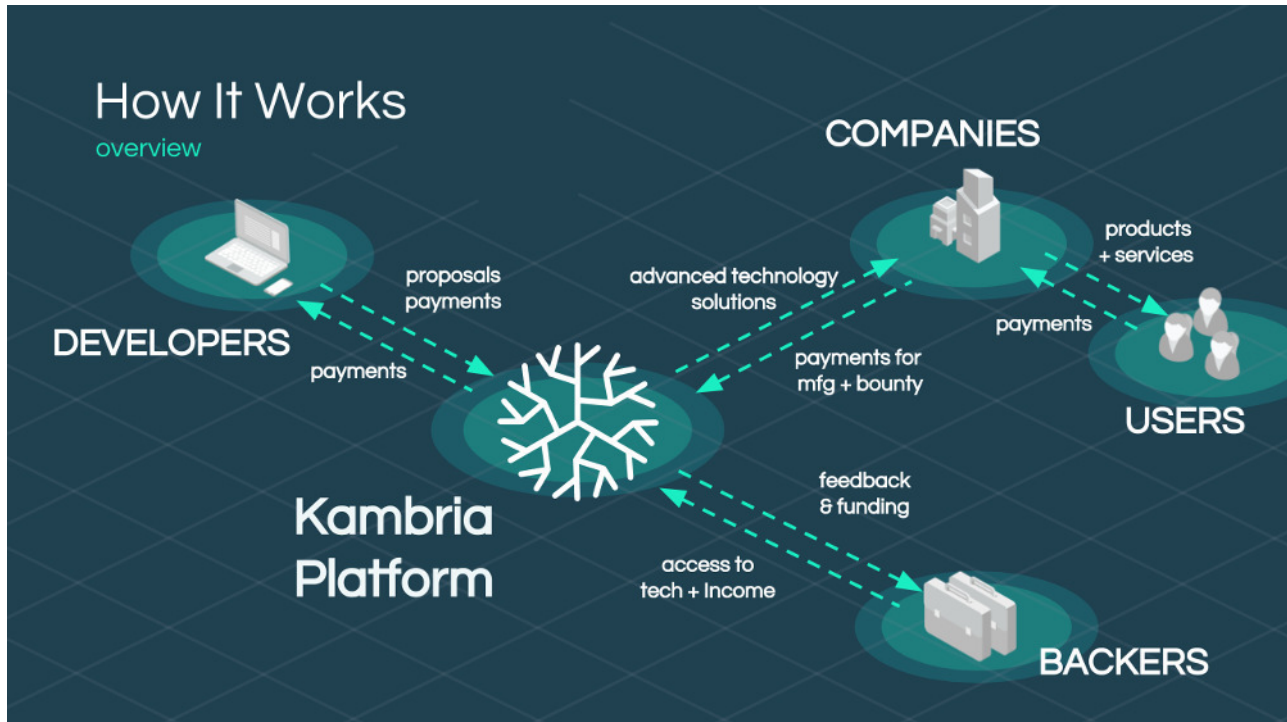 How It Works
overview
COMPANIES
products
+ services
proposals
payments
advanced technology
solutions
DEVELOPERS
payments
payments
payments for
mfg + bounty
USERS
feedback
& funding
Kambria
Platform
access to
tech + Income
BACKERS